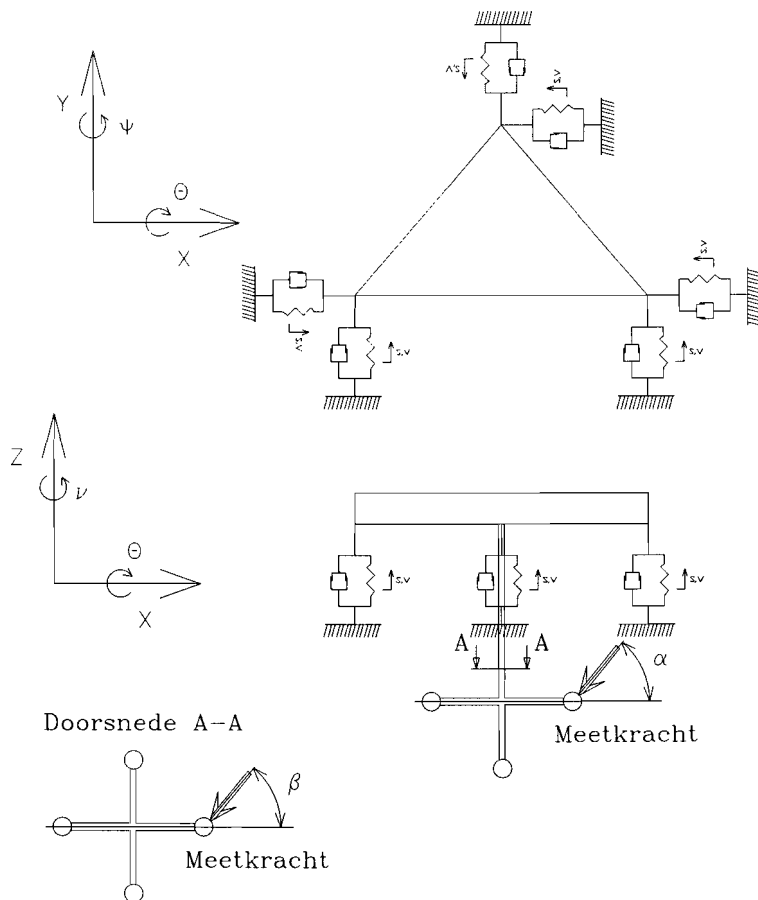 Y
ψ
Θ
X
Z
ν
Θ
X
A A
α
Meetkracht
Doorsnede A-A
β
Meetkracht